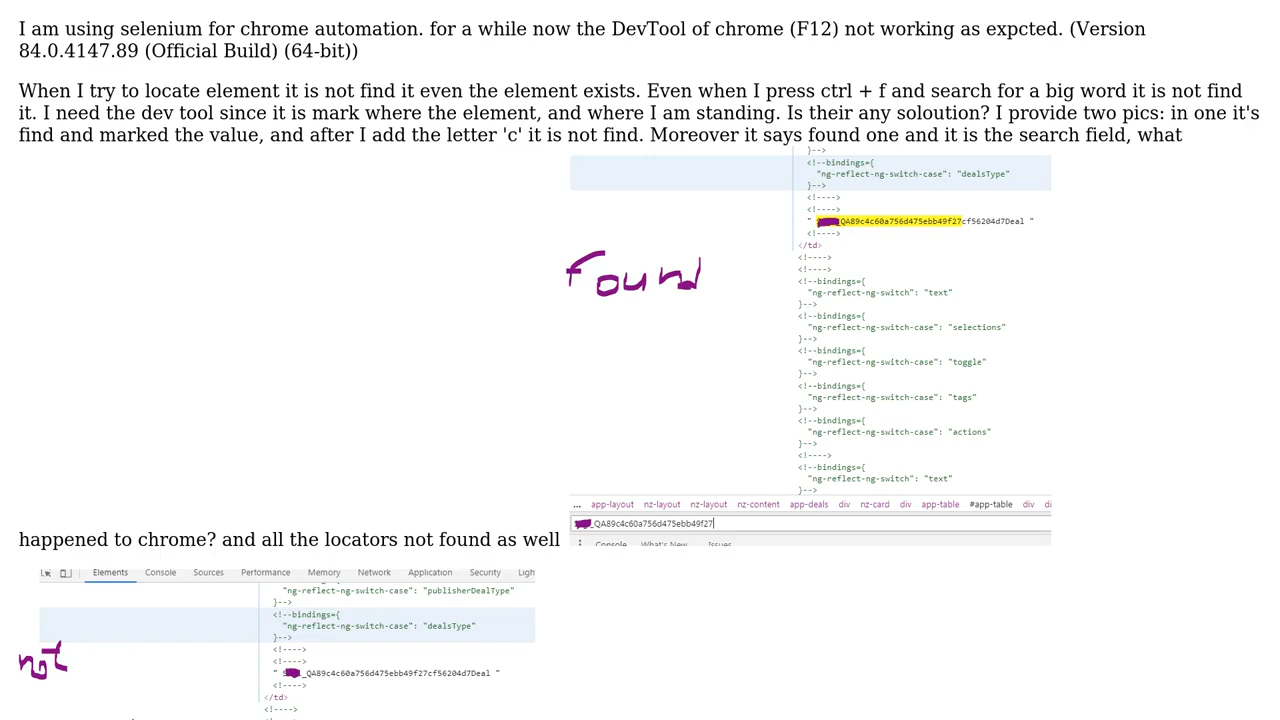 I am using selenium for chrome automation. for a while now the DevTool of chrome (F12) not working as expcted. (Version
84.0.4147.89 (Official Build) (64-bit))
When I try to locate element it is not find it even the element exists. Even when I press ctrl + f and search for a big word it is not find
it. I need the dev tool since it is mark where the element, and where I am standing. Is their any soloution? I provide two pics: in one it's
find and marked the value, and after I add the letter 'c' it is not find. Moreover it says found one and it is the search field, what
}-->
<!--bindings={
"ng-reflect-ng-switch-case": "dealsType"
}-->
<!---->
<!---->
" _QA89c4c60a756d475ebb49f27cf56204d7Deal "
<!---->
</td>
<!---->
<!---->
<!--bindings={
"ng-reflect-ng-switch": "text"
}-->
<!--bindings={
"ng-reflect-ng-switch-case": "selections"
}-->
<!--bindings={
"ng-reflect-ng-switch-case": "toggle"
}-->
<!--bindings={
"ng-reflect-ng-switch-case": "tags"
}-->
<!--bindings={
"ng-reflect-ng-switch-case": "actions"
}-->
<!---->
<!--bindings={
"ng-reflect-ng-switch": "text"
}-->
Found
... app-layout nz-layout nz-layout nz-content app-deals div nz-card div app-table #app-table div di
_QA89c4c60a756d475ebb49f27
Console What's New Issues
happened to chrome? and all the locators not found as well
Elements Console Sources Performance Memory Network Application Security Ligh
"ng-reflect-ng-switch-case": "publisherDealType"
}-->
<!--bindings={
"ng-reflect-ng-switch-case": "dealsType"
}-->
<!---->
<!---->
" _QA89c4c60a756d475ebb49f27cf56204d7Deal "
<!---->
</td>
not